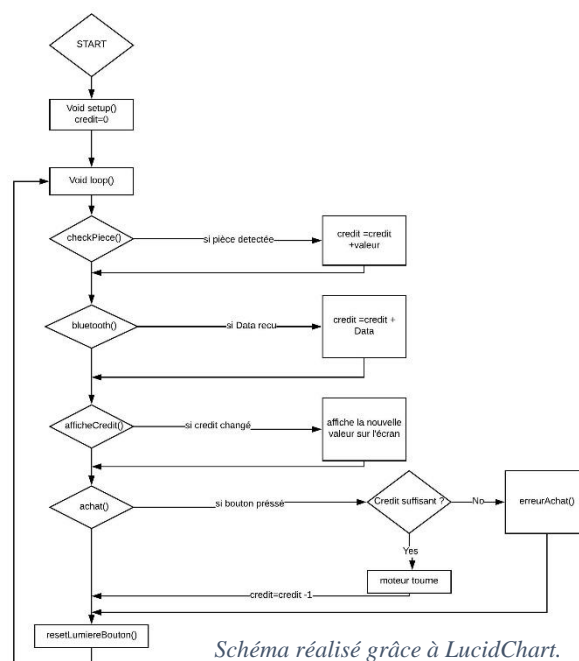 START
Void setup()
credit=0
Void loop()
checkPiece()
si pièce detectée
credit =credit
+valeur
bluetooth()
si Data recu
credit =credit +
Data
afficheCredit()
si credit changé
affiche la nouvelle
valeur sur l'écran
achat()
si bouton préssé
Credit suffisant ?
No
erreurAchat()
Yes
moteur tourne
credit=credit -1
resetLumiereBouton()
Schéma réalisé grâce à LucidChart.